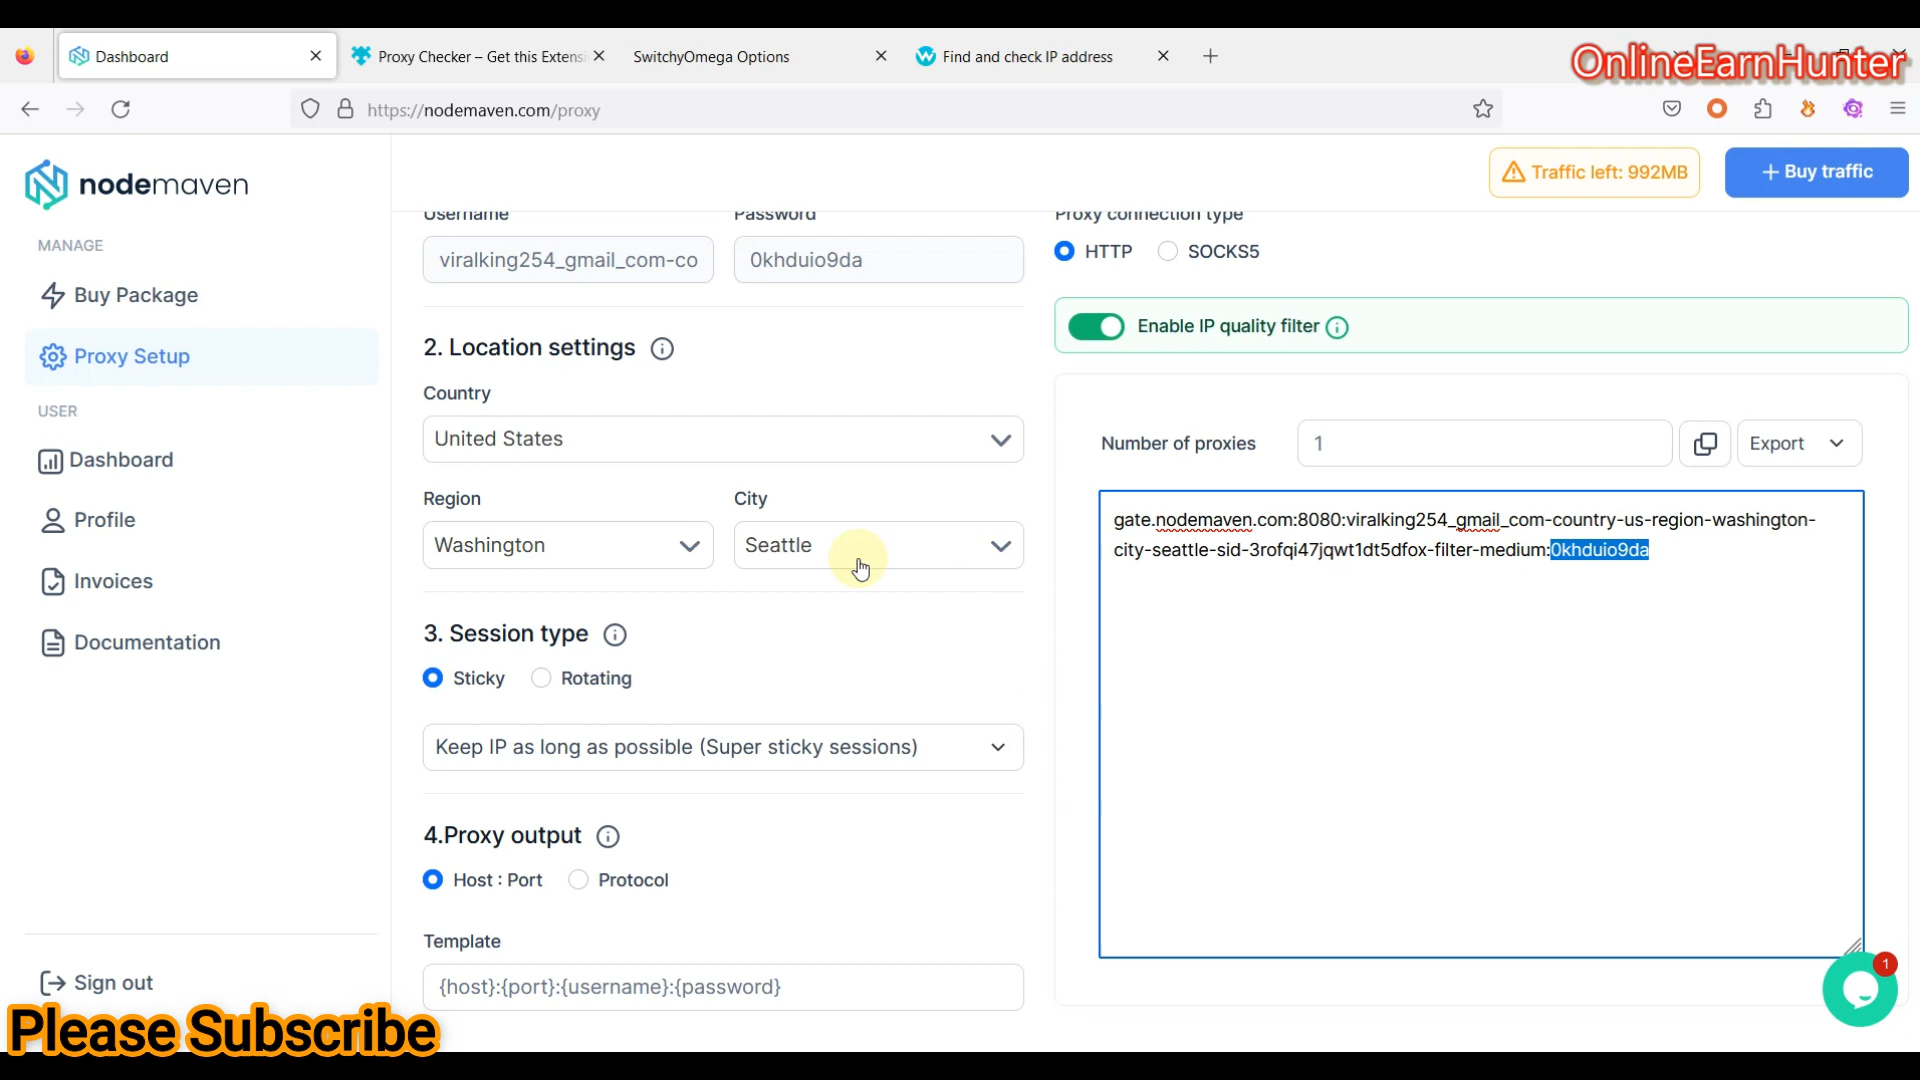 Dashboard
Proxy Checker – Get this Extensi
SwitchyOmega Options
Find and check IP address
OnlineEarnHunter
https://nodemaven.com/proxy
nodemaven
Traffic left: 992MB
Buy traffic
MANAGE
Buy Package
Proxy Setup
USER
Dashboard
Profile
Invoices
Documentation
Sign out
Username
Password
viralking254_gmail_com-co
0khduio9da
2. Location settings
Country
United States
Region
City
Washington
Seattle
3. Session type
Sticky
Rotating
Keep IP as long as possible (Super sticky sessions)
4.Proxy output
Host : Port
Protocol
Template
{host}:{port}:{username}:{password}
Proxy connection type
HTTP
SOCKS5
Enable IP quality filter
Number of proxies
1
Export
gate.nodemaven.com:8080:viralking254_gmail_com-country-us-region-washington-
city-seattle-sid-3rofqi47jqwt1dt5dfox-filter-medium:0khduio9da
1
Please Subscribe